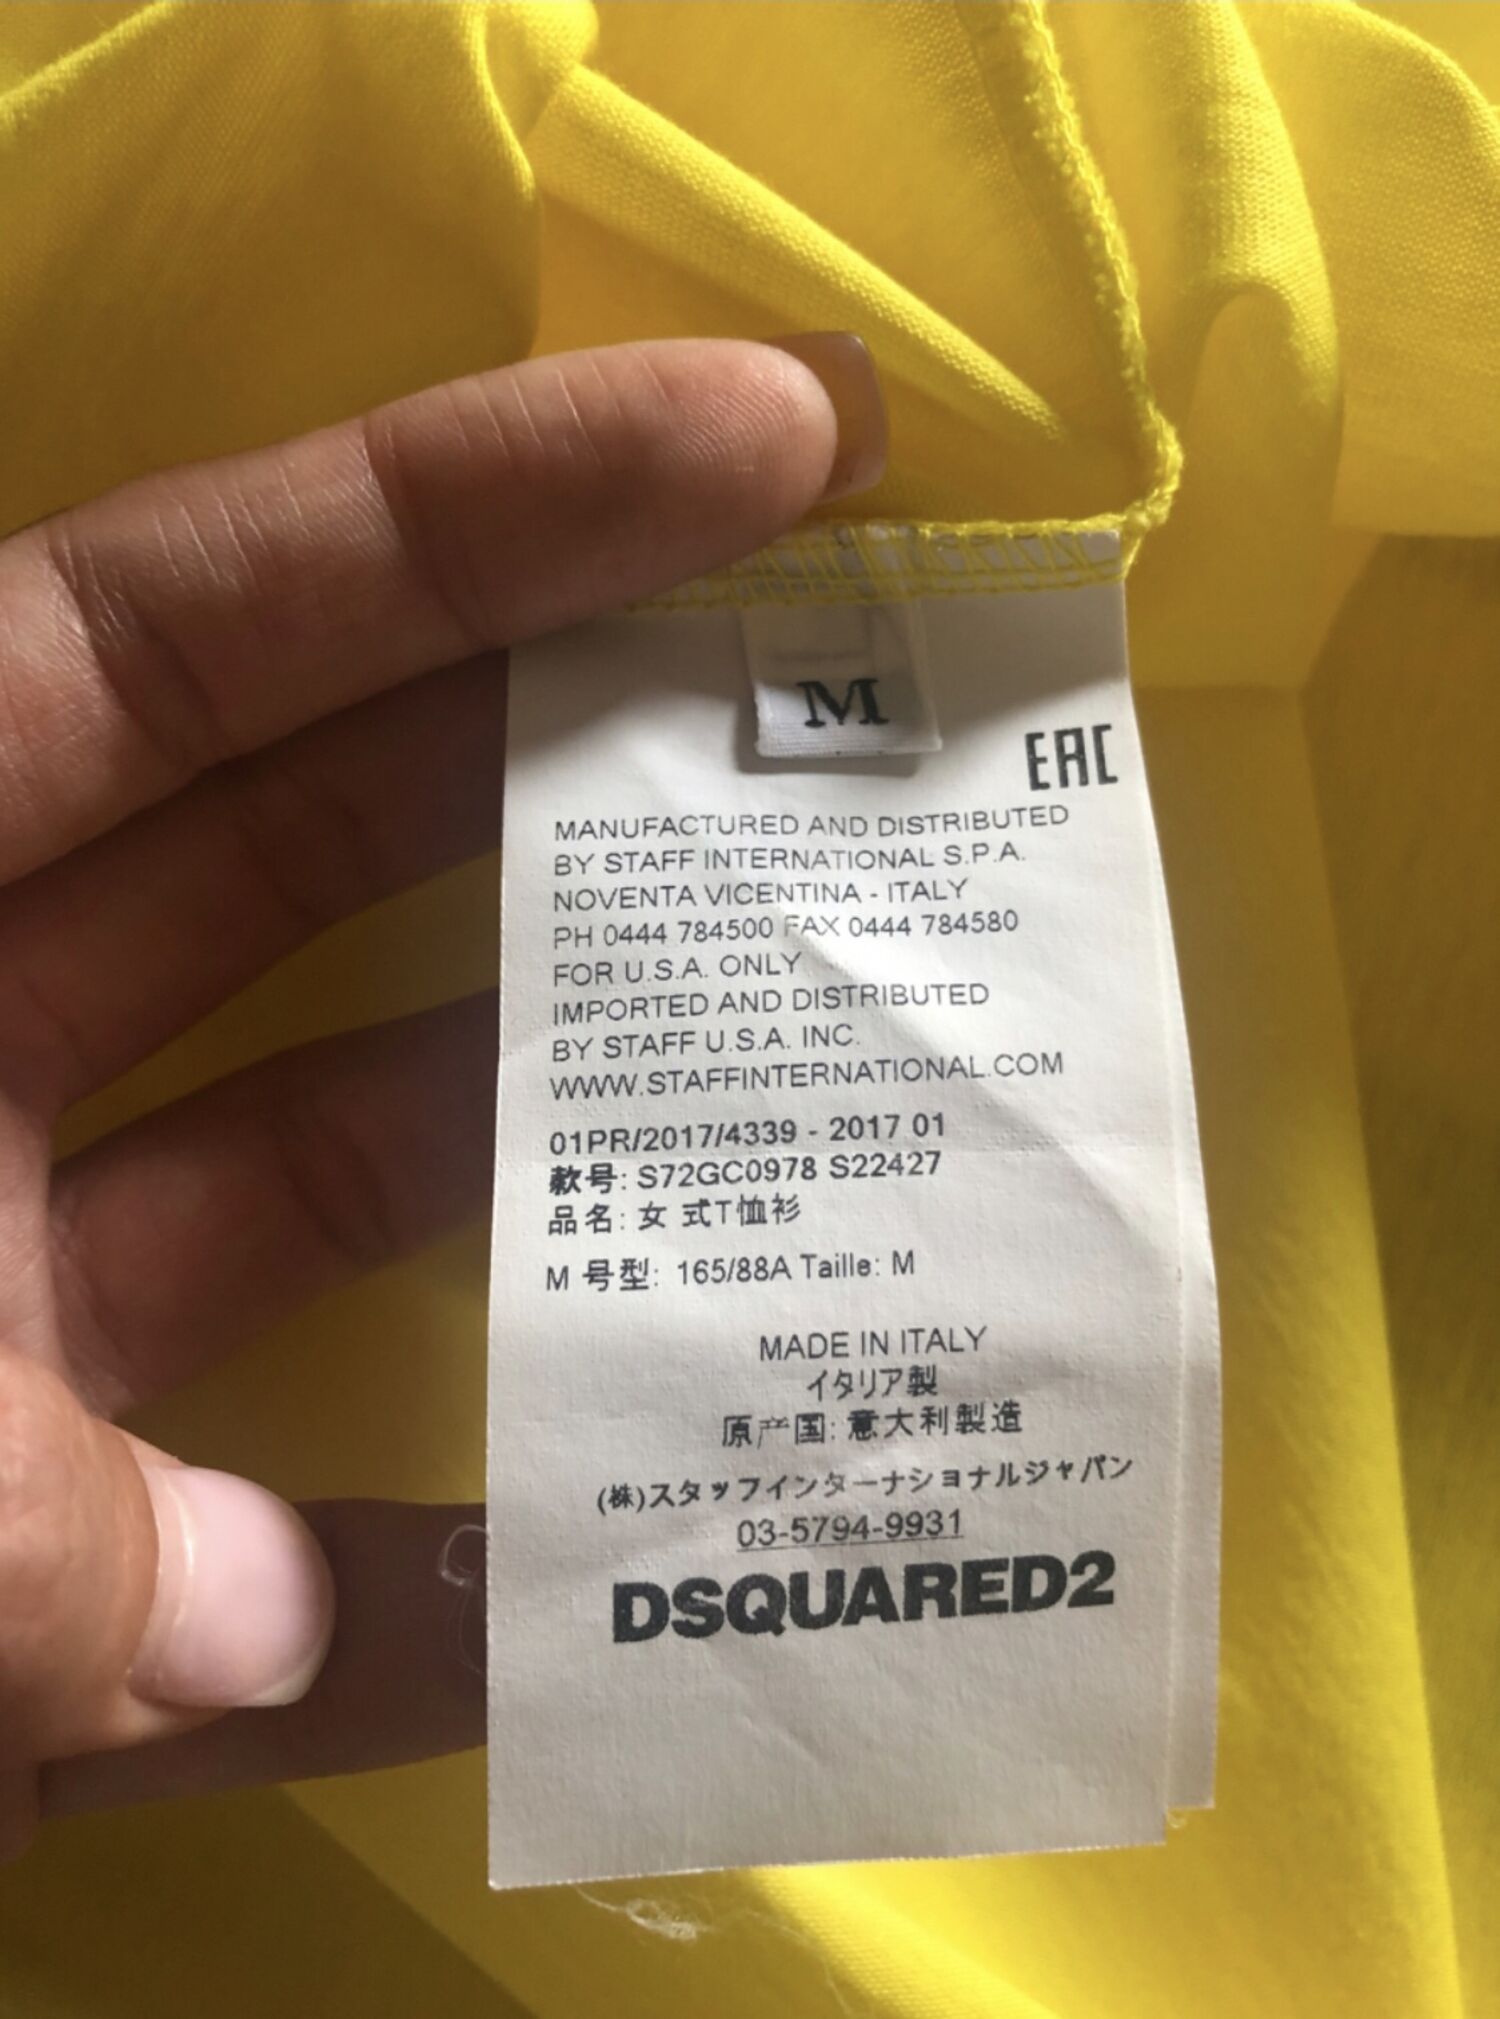 M
EAC
MANUFACTURED AND DISTRIBUTED
BY STAFF INTERNATIONAL S.P.A.
NOVENTA VICENTINA - ITALY
PH 0444 784500 FAX 0444 784580
FOR U.S.A. ONLY
IMPORTED AND DISTRIBUTED
BY STAFF U.S.A. INC.
WWW.STAFFINTERNATIONAL.COM
01PR/2017/4339 - 2017 01
款号: S72GC0978 S22427
品名: 女 式T恤衫
M 号型: 165/88A Taille: M
MADE IN ITALY
イタリア製
原产国: 意大利製造
(株)スタッフインターナショナルジャパン
03-5794-9931
DSQUARED2